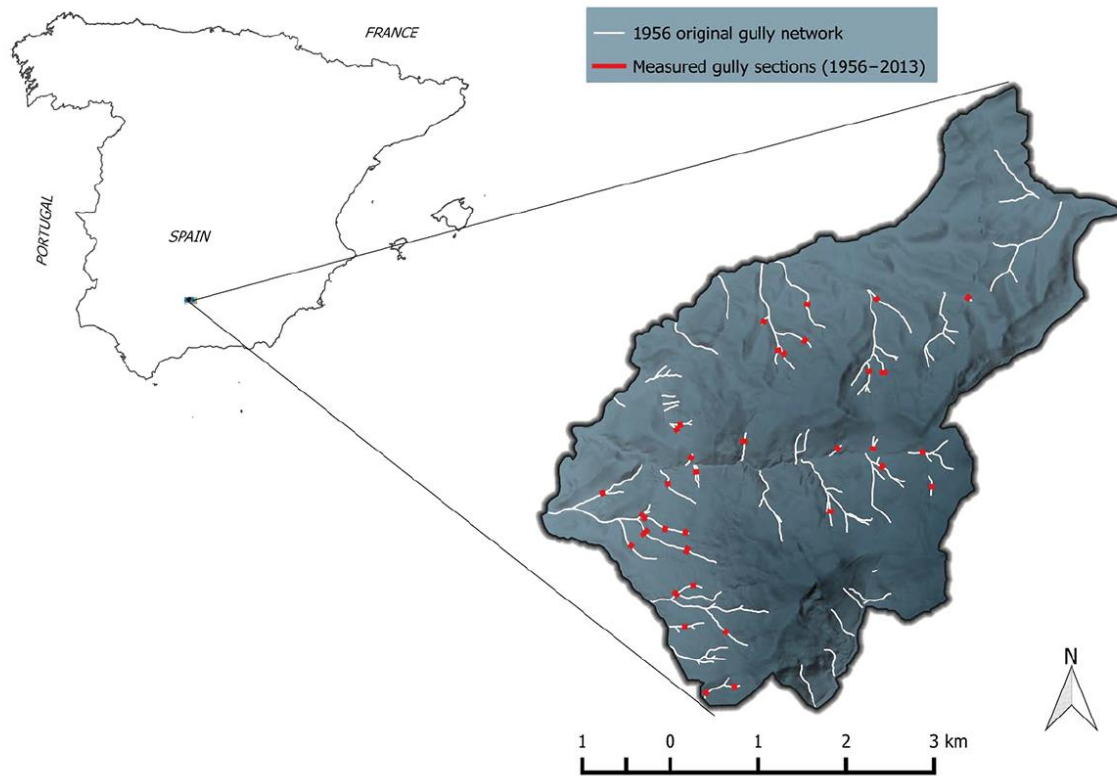 FRANCE
1956 original gully network
Measured gully sections (1956–2013)
PORTUGAL
SPAIN
N
1 0 1 2 3 km